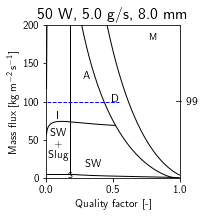 50 W, 5.0 g/s, 8.0 mm
Mass flux [kg m⁻² s⁻¹]
200
150
100
50
0
M
A
D
I
SW
+
Slug
SW
S
99
0.0
0.5
1.0
Quality factor [-]